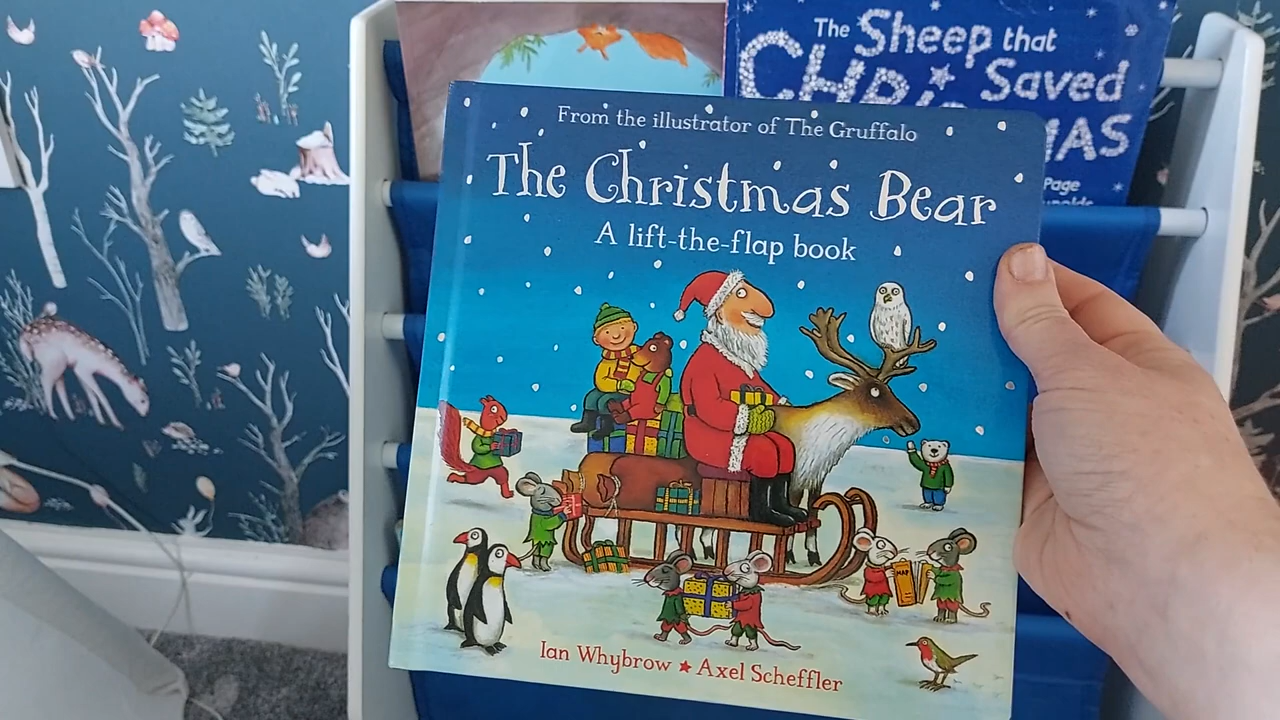 The Sheep that
Saved
From the illustrator of The Gruffalo
The Christmas Bear
A lift-the-flap book
MAP
Ian Whybrow ★ Axel Scheffler
Page